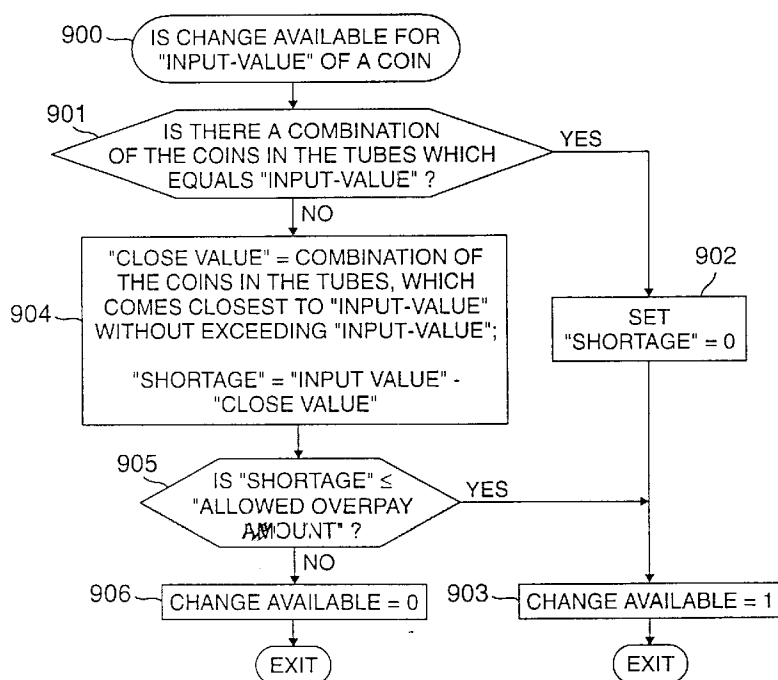 900
IS CHANGE AVAILABLE FOR
"INPUT-VALUE" OF A COIN
901
IS THERE A COMBINATION
OF THE COINS IN THE TUBES WHICH
EQUALS "INPUT-VALUE" ?
YES
NO
902
SET
"SHORTAGE" = 0
904
"CLOSE VALUE" = COMBINATION OF
THE COINS IN THE TUBES, WHICH
COMES CLOSEST TO "INPUT-VALUE"
WITHOUT EXCEEDING "INPUT-VALUE";
"SHORTAGE" = "INPUT VALUE" -
"CLOSE VALUE"
905
IS "SHORTAGE" ≤
"ALLOWED OVERPAY
AMOUNT" ?
YES
NO
906
CHANGE AVAILABLE = 0
903
CHANGE AVAILABLE = 1
EXIT
EXIT